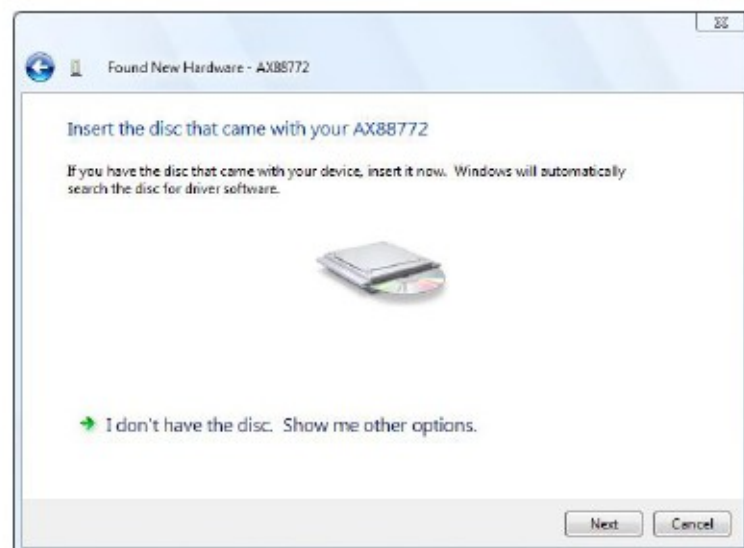 Found New Hardware - AX88772
Insert the disc that came with your AX88772
If you have the disc that came with your device, insert it now. Windows will automatically
search the disc for driver software.
I don't have the disc. Show me other options.
Next Cancel